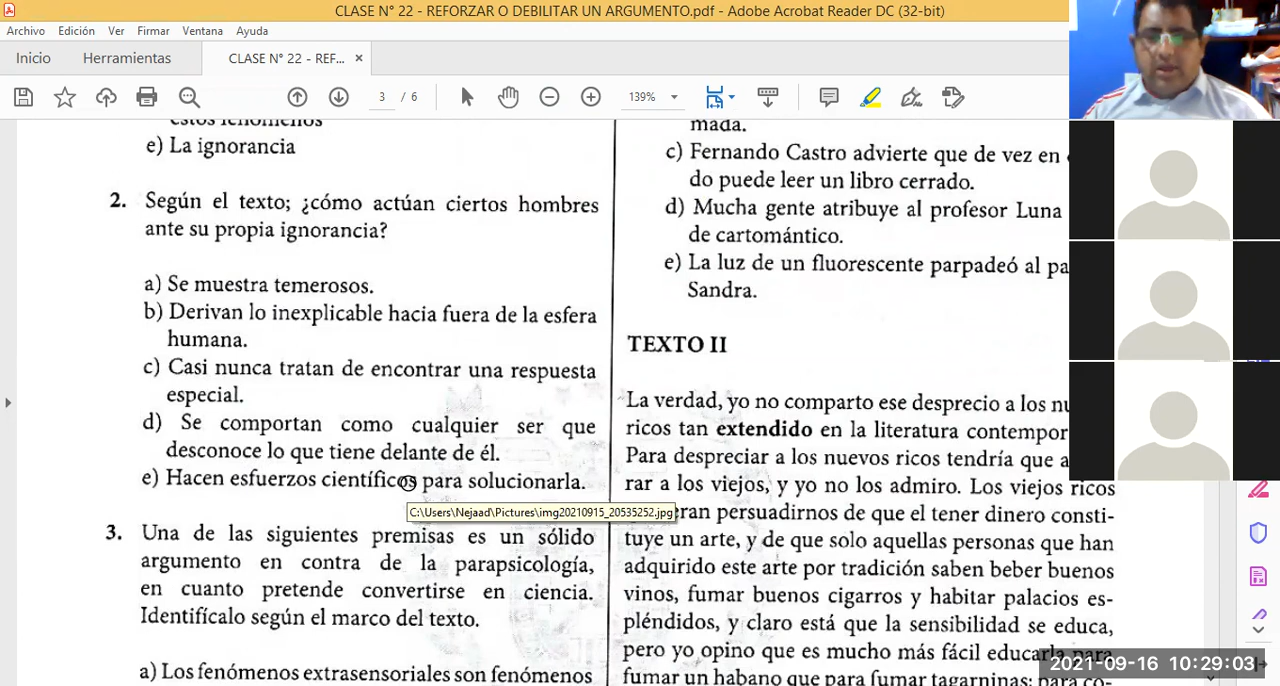 CLASE N° 22 - REFORZAR O DEBILITAR UN ARGUMENTO.pdf - Adobe Acrobat Reader DC (32-bit)
Archivo Edición Ver Firmar Ventana Ayuda
Inicio Herramientas CLASE N° 22 - REF... ×
3 / 6 139%
estos fenómenos
e) La ignorancia
2. Según el texto; ¿cómo actúan ciertos hombres
ante su propia ignorancia?
a) Se muestra temerosos.
b) Derivan lo inexplicable hacia fuera de la esfera
humana.
c) Casi nunca tratan de encontrar una respuesta
especial.
d) Se comportan como cualquier ser que
desconoce lo que tiene delante de él.
e) Hacen esfuerzos científicos para solucionarla.
C:\Users\Nejaad\Pictures\img20210915_20535252.jpg
3. Una de las siguientes premisas es un sólido
argumento en contra de la parapsicología,
en cuanto pretende convertirse en ciencia.
Identifícalo según el marco del texto.
a) Los fenómenos extrasensoriales son fenómenos
mada.
c) Fernando Castro advierte que de vez en
do puede leer un libro cerrado.
d) Mucha gente atribuye al profesor Luna
de cartomántico.
e) La luz de un fluorescente parpadeó al pa
Sandra.
TEXTO II
La verdad, yo no comparto ese desprecio a los nu
ricos tan extendido en la literatura contempor
Para despreciar a los nuevos ricos tendría que a
rar a los viejos, y yo no los admiro. Los viejos ricos
eran persuadirnos de que el tener dinero consti-
tuye un arte, y de que solo aquellas personas que han
adquirido este arte por tradición saben beber buenos
vinos, fumar buenos cigarros y habitar palacios es-
pléndidos, y claro está que la sensibilidad se educa,
pero yo opino que es mucho más fácil educarla para
fumar un habano que para fumar tagarninas; para co-
2021-09-16 10:29:03